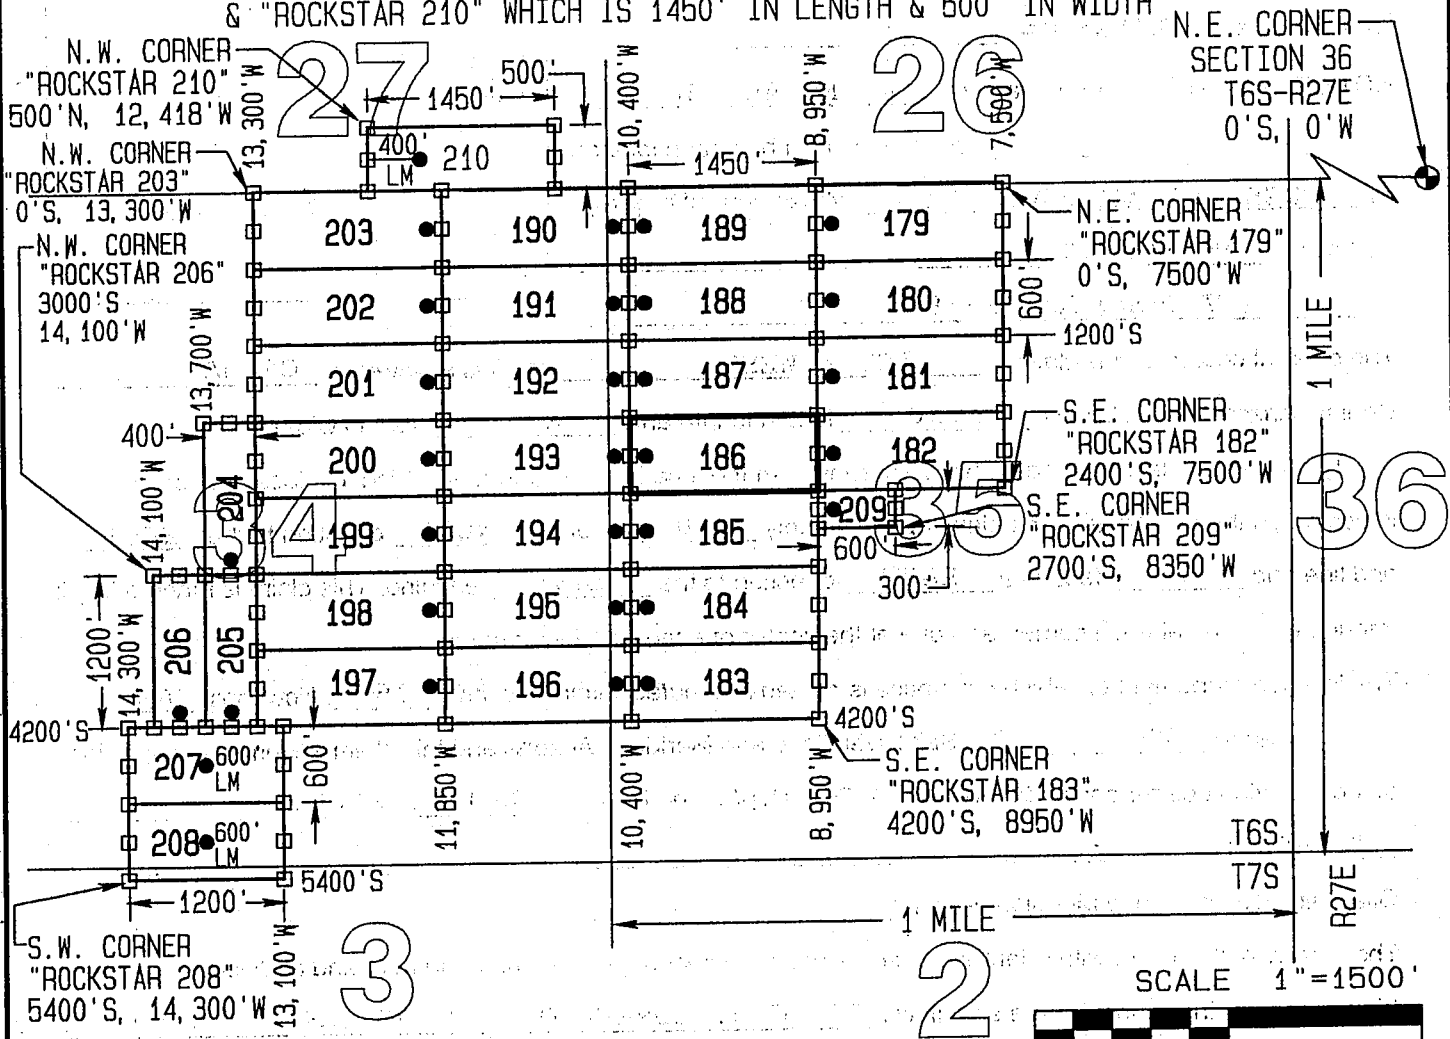 & "ROCKSTAR 210" WHICH IS 1450' IN LENGTH & 500' IN WIDTH
N.W. CORNER
"ROCKSTAR 210"
500'N, 12,418'W
N.W. CORNER
"ROCKSTAR 203"
0'S, 13,300'W
N.W. CORNER
"ROCKSTAR 206"
3000'S
14,100'W
13,300'W.
27
1450'
500'
400'
LM
210
10,400'W.
1450'
8,950'W.
26
7,500'W.
N.E. CORNER
SECTION 36
T6S-R27E
0'S, 0'W
N.E. CORNER
"ROCKSTAR 179"
0'S, 7500'W
600'
1200'S
1 MILE
S.E. CORNER
"ROCKSTAR 182"
2400'S, 7500'W
S.E. CORNER
"ROCKSTAR 209"
2700'S, 8350'W
36
203 190 189 179
202 191 188 180
201 192 187 181
200 193 186 182
199 194 185 209
198 195 184
197 196 183
13,700'W.
400'
14,100'W.
34
204
35
600'
300'
1200'
14,300'W.
206
205
4200'S
4200'S
207
600'
LM
600'
208
600'
LM
5400'S
1200'
11,850'W.
10,400'W.
8,950'W.
S.E. CORNER
"ROCKSTAR 183"
4200'S, 8950'W
T6S
T7S
R27E
1 MILE
S.W. CORNER
"ROCKSTAR 208"
5400'S, 14,300'W
13,100'W.
3
2
SCALE 1"=1500'